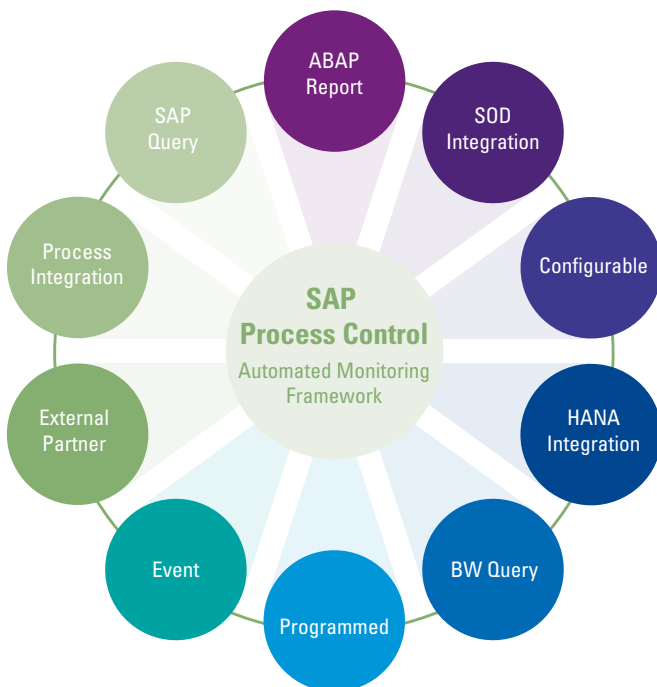 ABAP
Report
SOD
Integration
Configurable
HANA
Integration
BW Query
Programmed
Event
External
Partner
Process
Integration
SAP
Query
SAP
Process Control
Automated Monitoring
Framework